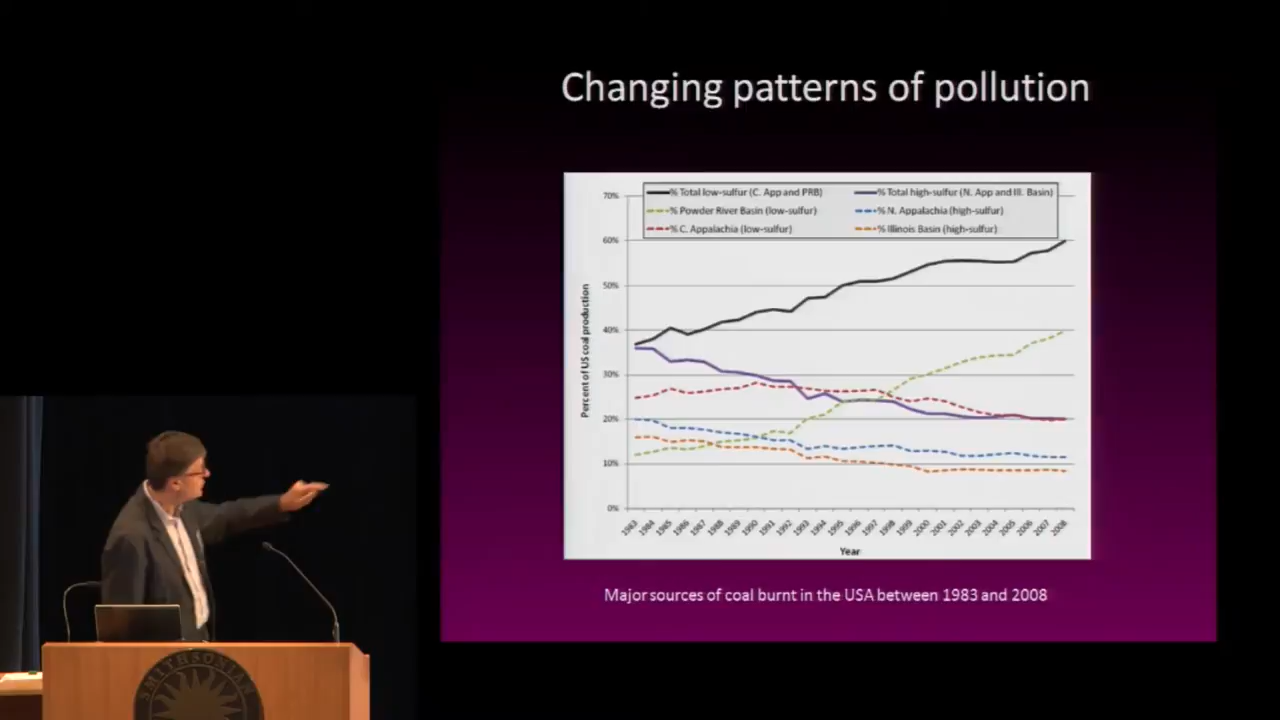 Changing patterns of pollution
% Total low-sulfur (C. App and PRB)
% Total high-sulfur (N. App and Ill. Basin)
% Powder River Basin (low-sulfur)
% N. Appalachia (high-sulfur)
% C. Appalachia (low-sulfur)
% Illinois Basin (high-sulfur)
70%
60%
50%
40%
30%
20%
10%
0%
Percent of US coal production
1983 1984 1985 1986 1987 1988 1989 1990 1991 1992 1993 1994 1995 1996 1997 1998 1999 2000 2001 2002 2003 2004 2005 2006 2007 2008
Year
Major sources of coal burnt in the USA between 1983 and 2008
SMITHSONIAN